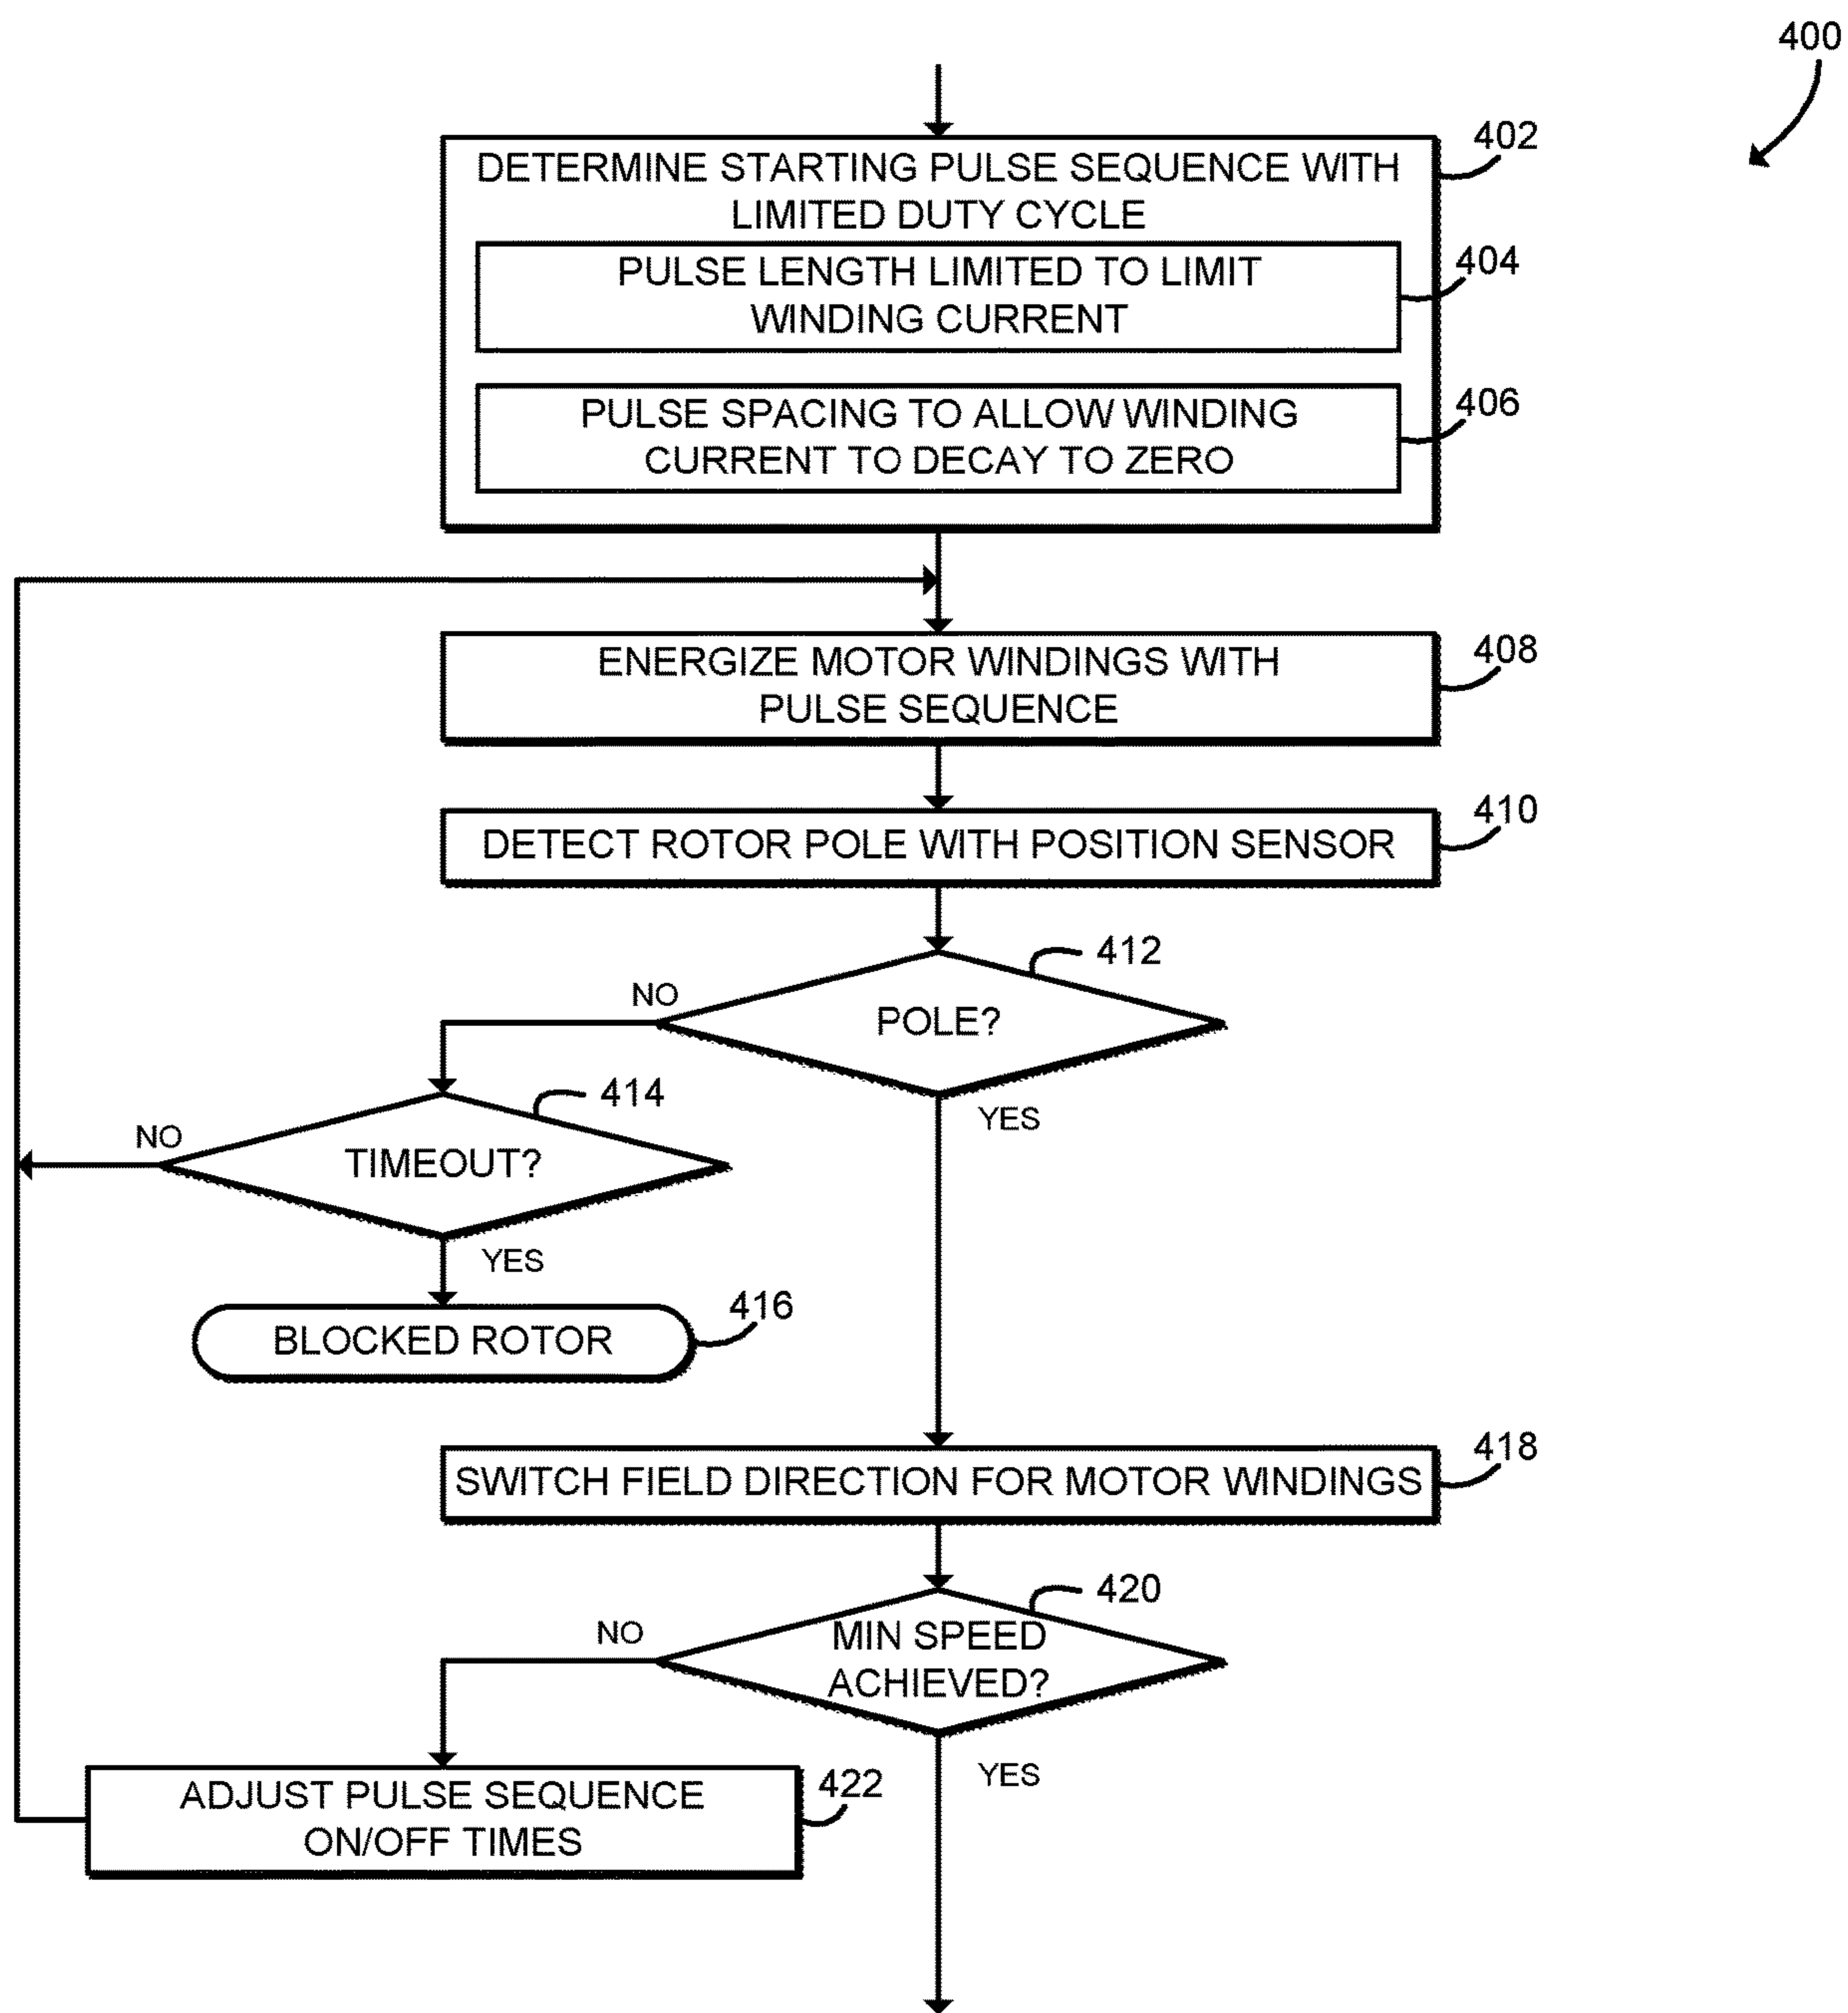 400
402
DETERMINE STARTING PULSE SEQUENCE WITH
LIMITED DUTY CYCLE
404
PULSE LENGTH LIMITED TO LIMIT
WINDING CURRENT
406
PULSE SPACING TO ALLOW WINDING
CURRENT TO DECAY TO ZERO
408
ENERGIZE MOTOR WINDINGS WITH
PULSE SEQUENCE
410
DETECT ROTOR POLE WITH POSITION SENSOR
412
NO
POLE?
YES
414
NO
TIMEOUT?
YES
416
BLOCKED ROTOR
418
SWITCH FIELD DIRECTION FOR MOTOR WINDINGS
420
NO
MIN SPEED
ACHIEVED?
YES
422
ADJUST PULSE SEQUENCE
ON/OFF TIMES